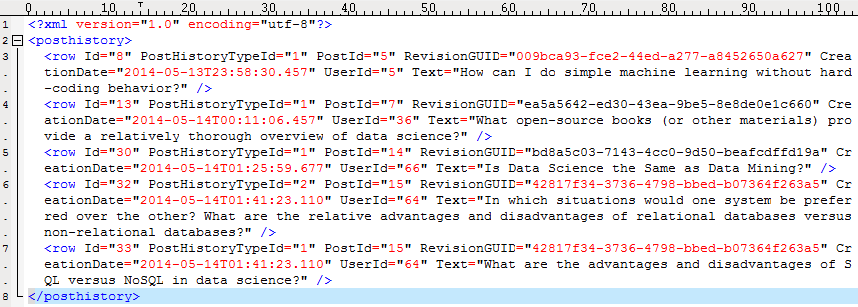 0 10 20 30 40 50 60 70 80 90 100
1 <?xml version="1.0" encoding="utf-8"?>
2 <posthistory>
3 <row Id="8" PostHistoryTypeId="1" PostId="5" RevisionGUID="009bca93-fce2-44ed-a277-a8452650a627" Crea
. tionDate="2014-05-13T23:58:30.457" UserId="5" Text="How can I do simple machine learning without hard
. -coding behavior?" />
4 <row Id="13" PostHistoryTypeId="1" PostId="7" RevisionGUID="ea5a5642-ed30-43ea-9be5-8e8de0e1c660" Cre
. ationDate="2014-05-14T00:11:06.457" UserId="36" Text="What open-source books (or other materials) pro
. vide a relatively thorough overview of data science?" />
5 <row Id="30" PostHistoryTypeId="1" PostId="14" RevisionGUID="bd8a5c03-7143-4cc0-9d50-beafcdffd19a" Cr
. eationDate="2014-05-14T01:25:59.677" UserId="66" Text="Is Data Science the Same as Data Mining?" />
6 <row Id="32" PostHistoryTypeId="2" PostId="15" RevisionGUID="42817f34-3736-4798-bbed-b07364f263a5" Cr
. eationDate="2014-05-14T01:41:23.110" UserId="64" Text="In which situations would one system be prefer
. red over the other? What are the relative advantages and disadvantages of relational databases versus
. non-relational databases?" />
7 <row Id="33" PostHistoryTypeId="1" PostId="15" RevisionGUID="42817f34-3736-4798-bbed-b07364f263a5" Cr
. eationDate="2014-05-14T01:41:23.110" UserId="64" Text="What are the advantages and disadvantages of S
. QL versus NoSQL in data science?" />
8 </posthistory>